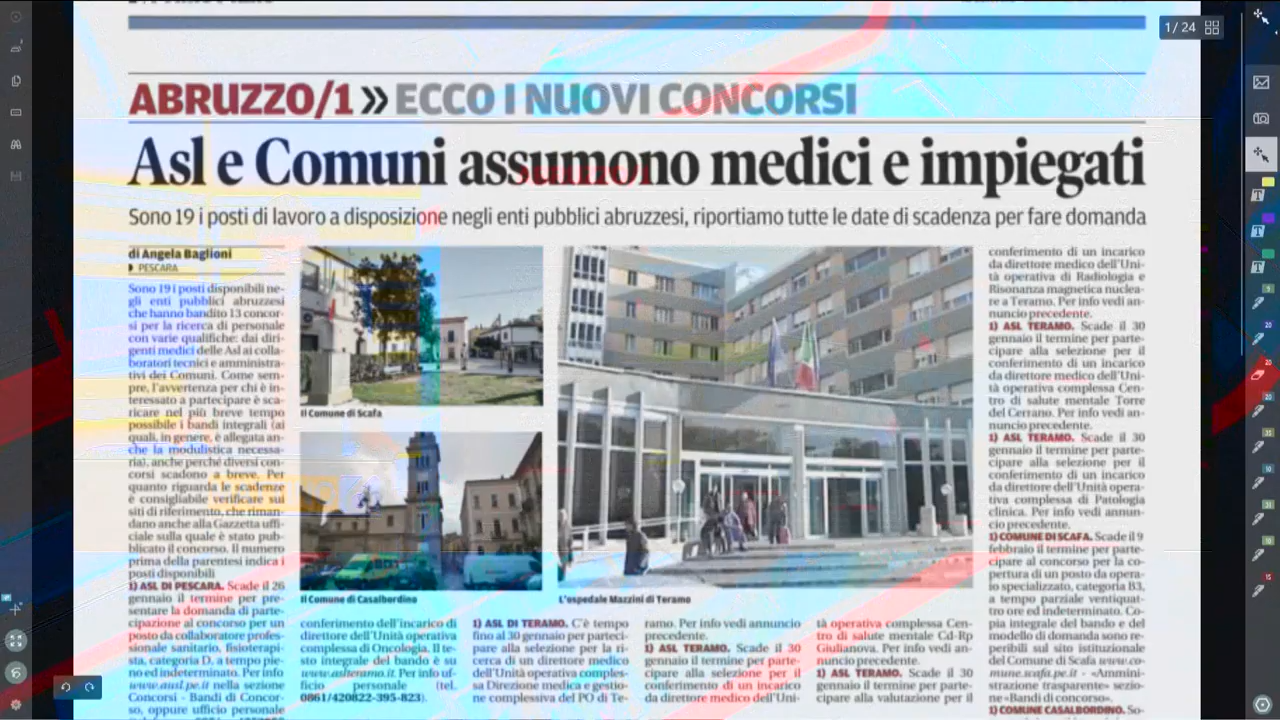 1/24
ABRUZZO/1 >> ECCO I NUOVI CONCORSI
Asl e Comuni assumono medici e impiegati
Sono 19 i posti di lavoro a disposizione negli enti pubblici abruzzesi, riportiamo tutte le date di scadenza per fare domanda
di Angela Baglioni
PESCARA
Sono 19 i posti disponibili ne-
gli enti pubblici abruzzesi
che hanno bandito 13 concor-
si per la ricerca di personale
con varie qualifiche: dai diri-
genti medici delle Asl ai colla-
boratori tecnici e amministra-
tivi dei Comuni. Come sem-
pre, l'avvertenza per chi è in-
teressato a partecipare è sca-
ricare nel più breve tempo
possibile i bandi integrali (ai
quali, in genere, è allegata an-
che la modulistica necessa-
ria), anche perché diversi con-
corsi scadono a breve. Per
quanto riguarda le scadenze
è consigliabile verificare sui
siti di riferimento, che riman-
dano anche alla Gazzetta uffi-
ciale sulla quale è stato pub-
blicato il concorso. Il numero
prima della parentesi indica i
posti disponibili
1) ASL DI PESCARA. Scade il 26
gennaio il termine per pre-
sentare la domanda di parte-
cipazione al concorso per un
posto da collaboratore profes-
sionale sanitario, fisioterapi-
sta, categoria D, a tempo pie-
no ed indeterminato. Per info
www.ausl.pe.it nella sezione
Concorsi - Bandi di Concor-
so, oppure ufficio personale
Il Comune di Scafa
Il Comune di Casalbordino
L'ospedale Mazzini di Teramo
conferimento dell'incarico di
direttore dell'Unità operativa
complessa di Oncologia. Il te-
sto integrale del bando è su
www.aslteramo.it. Per info uf-
ficio personale (tel.
0861/420822-395-823).
1) ASL DI TERAMO. C'è tempo
fino al 30 gennaio per parteci-
pare alla selezione per la ri-
cerca di un direttore medico
dell'Unità operativa comples-
sa Direzione medica e gestio-
ne complessiva del PO di Te-
ramo. Per info vedi annuncio
precedente.
1) ASL TERAMO. Scade il 30
gennaio il termine per parte-
cipare alla selezione per il
conferimento di un incarico
da direttore medico dell'Uni-
tà operativa complessa Cen-
tro di salute mentale Cd-Rp
Giulianova. Per info vedi an-
nuncio precedente.
1) ASL TERAMO. Scade il 30
gennaio il termine per parte-
cipare alla valutazione per il
conferimento di un incarico
da direttore medico dell'Uni-
tà operativa di Radiologia e
Risonanza magnetica nuclea-
re a Teramo. Per info vedi an-
nuncio precedente.
1) ASL TERAMO. Scade il 30
gennaio il termine per parte-
cipare alla selezione per il
conferimento di un incarico
da direttore medico dell'Uni-
tà operativa complessa Cen-
tro di salute mentale Torre
del Cerrano. Per info vedi an-
nuncio precedente.
1) ASL TERAMO. Scade il 30
gennaio il termine per parte-
cipare alla selezione per il
conferimento di un incarico
da direttore dell'Unità opera-
tiva complessa di Patologia
clinica. Per info vedi annun-
cio precedente.
1) COMUNE DI SCAFA. Scade il 9
febbraio il termine per parte-
cipare al concorso per la co-
pertura di un posto da opera-
io specializzato, categoria B3,
a tempo parziale ventiquat-
tro ore ed indeterminato. Co-
pia integrale del bando e del
modello di domanda sono re-
peribili sul sito istituzionale
del Comune di Scafa www.co-
mune.scafa.pe.it - «Ammini-
strazione trasparente» sezio-
ne «Bandi di concorso».
1) COMUNE CASALBORDINO. So-